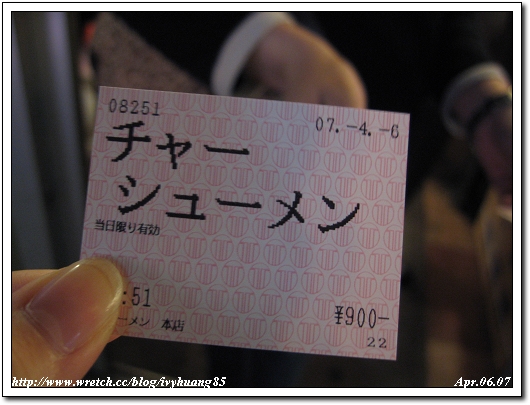 08251
07.-4.-6
チャー
シューメン
当日限り有効
:51
¥900-
ーメン 本店
22
http://www.wretch.cc/blog/ivyhuang85
Apr.06.07